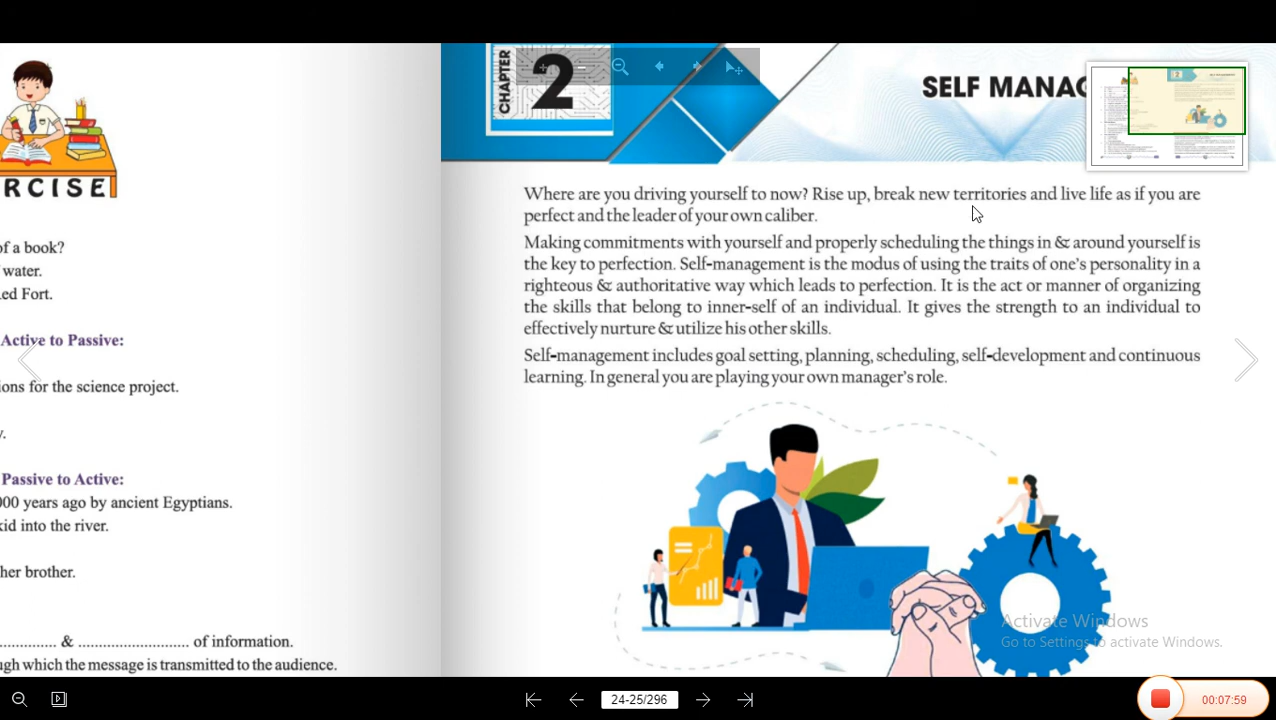 RCISE
of a book?
water.
ed Fort.
Active to Passive:
ions for the science project.
y.
Passive to Active:
000 years ago by ancient Egyptians.
kid into the river.
her brother.
.............. & ........................... of information.
ugh which the message is transmitted to the audience.
CHAPTER
2
SELF MANAG
Where are you driving yourself to now? Rise up, break new territories and live life as if you are
perfect and the leader of your own caliber.
Making commitments with yourself and properly scheduling the things in & around yourself is
the key to perfection. Self-management is the modus of using the traits of one's personality in a
righteous & authoritative way which leads to perfection. It is the act or manner of organizing
the skills that belong to inner-self of an individual. It gives the strength to an individual to
effectively nurture & utilize his other skills.
Self-management includes goal setting, planning, scheduling, self-development and continuous
learning. In general you are playing your own manager's role.
Activate Windows
Go to Settings to activate Windows.
24-25/296
00:07:59